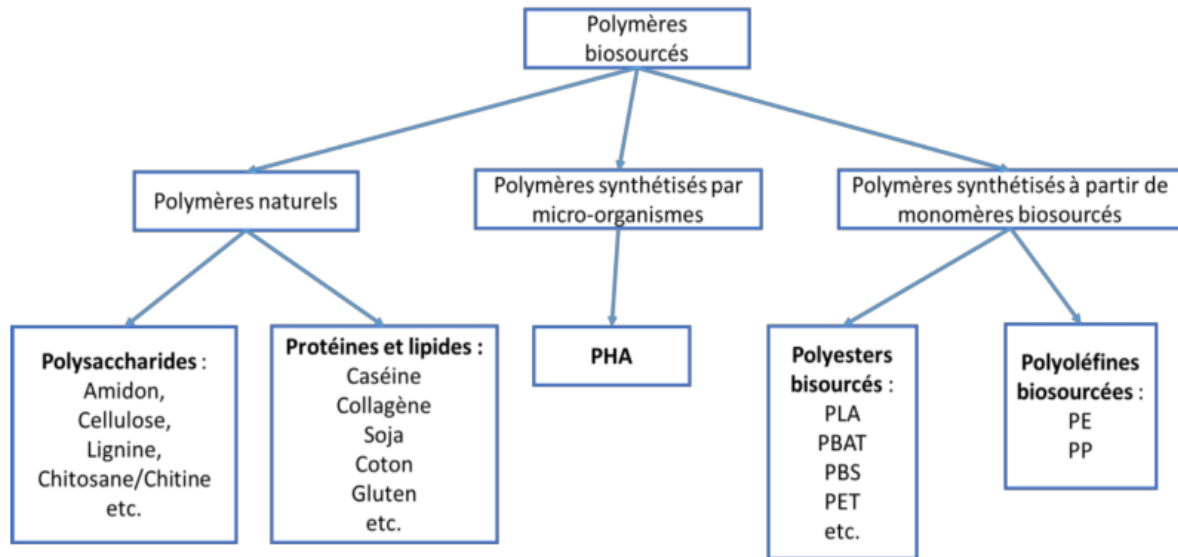 Polymères
biosourcés
Polymères naturels
Polymères synthétisés par
micro-organismes
Polymères synthétisés à partir de
monomères biosourcés
Polysaccharides :
Amidon,
Cellulose,
Lignine,
Chitosane/Chitine
etc.
Protéines et lipides :
Caséine
Collagène
Soja
Coton
Gluten
etc.
PHA
Polyesters
bisourcés :
PLA
PBAT
PBS
PET
etc.
Polyoléfines
biosourcées :
PE
PP